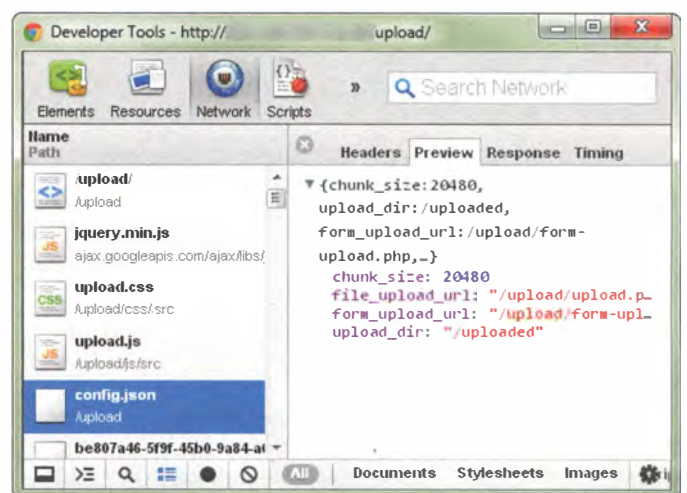 Developer Tools - http:// upload/
Elements Resources Network Scripts » Search Network
Name
Path
Headers Preview Response Timing
/upload/
/upload
jquery.min.js
ajax.googleapis.com/ajax/libs/
upload.css
/upload/css/.src
upload.js
/upload/js/src
config.json
/upload
be807a46-5f9f-45b0-9a84-a
{chunk_size:20480,
upload_dir:/uploaded,
form_upload_url:/upload/form-
upload.php,…}
chunk_size: 20480
file_upload_url: "/upload/upload.p…
form_upload_url: "/upload/form-upl…
upload_dir: "/uploaded"
All Documents Stylesheets Images